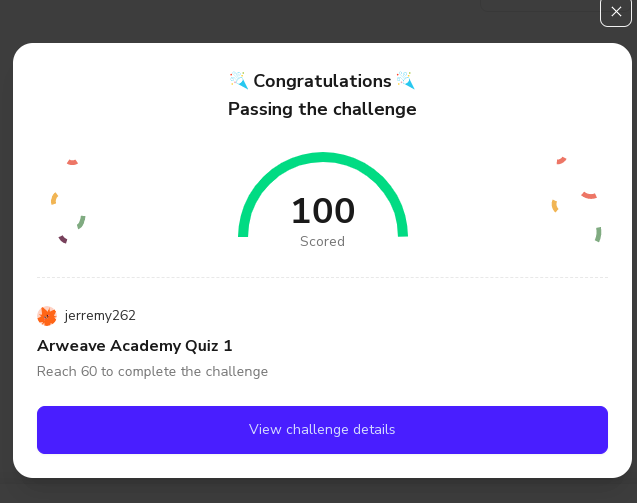 Congratulations
Passing the challenge
100
Scored
jerremy262
Arweave Academy Quiz 1
Reach 60 to complete the challenge
View challenge details